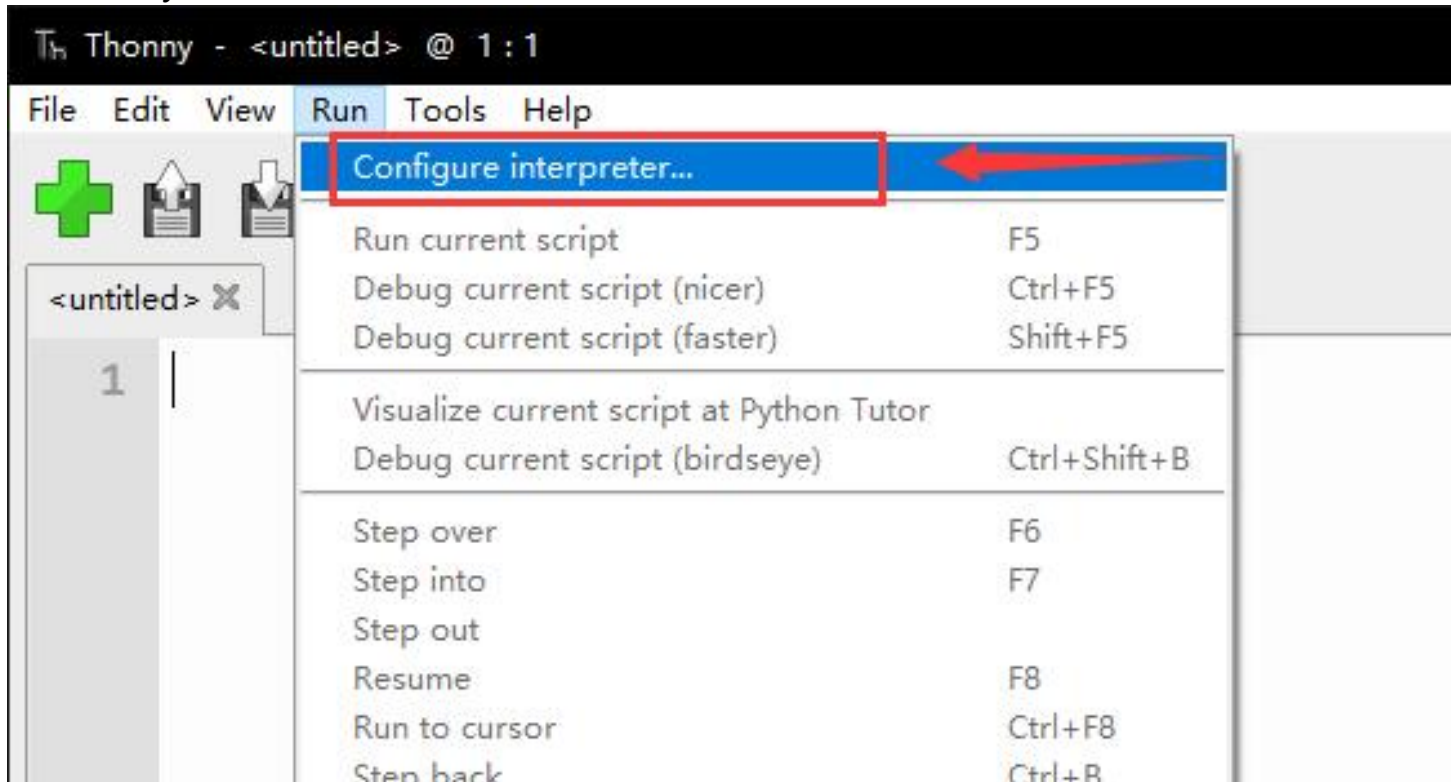 Thonny - <untitled> @ 1 : 1
File Edit View Run Tools Help
Configure interpreter...
Run current script F5
<untitled>
Debug current script (nicer) Ctrl+F5
Debug current script (faster) Shift+F5
1
Visualize current script at Python Tutor
Debug current script (birdseye) Ctrl+Shift+B
Step over F6
Step into F7
Step out
Resume F8
Run to cursor Ctrl+F8
Step back Ctrl+B